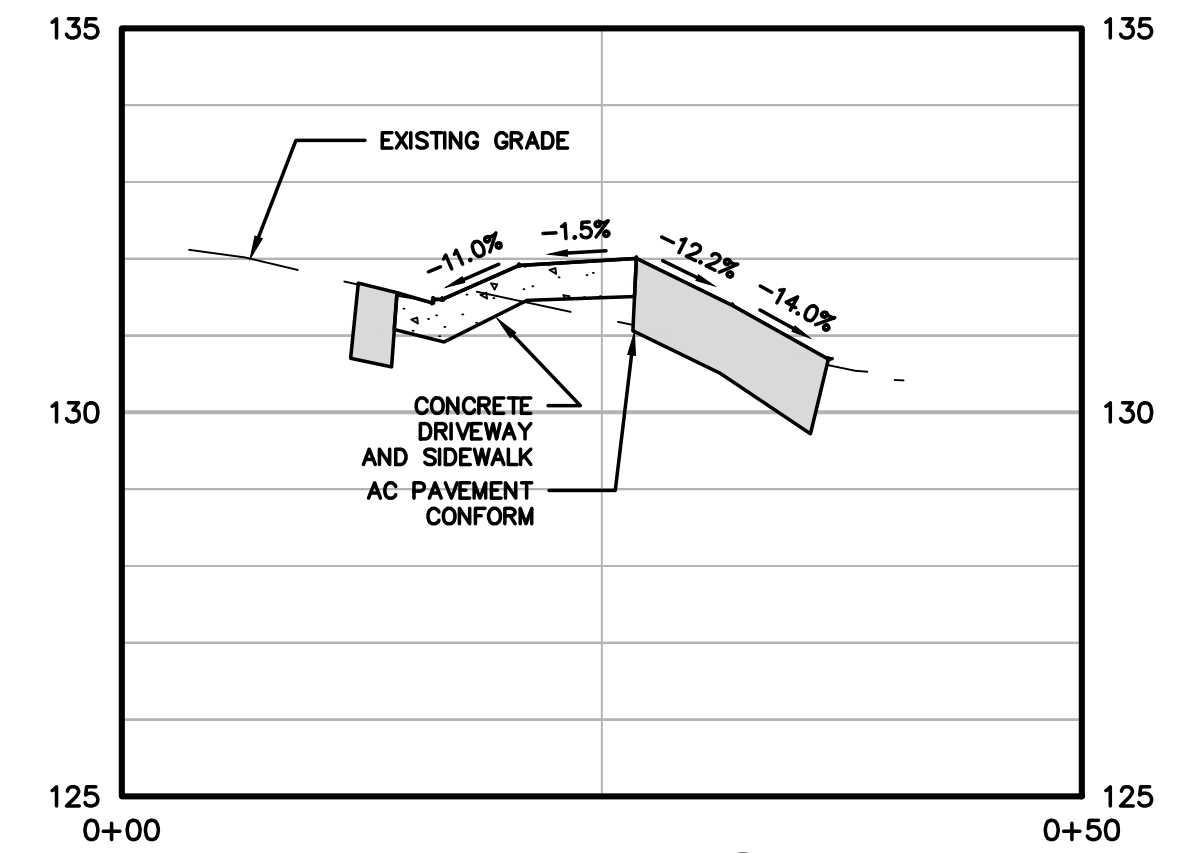 135
135
EXISTING GRADE
-11.0%
-1.5%
-12.2%
-14.0%
130
130
CONCRETE
DRIVEWAY
AND SIDEWALK
AC PAVEMENT
CONFORM
125
125
0+00
0+50